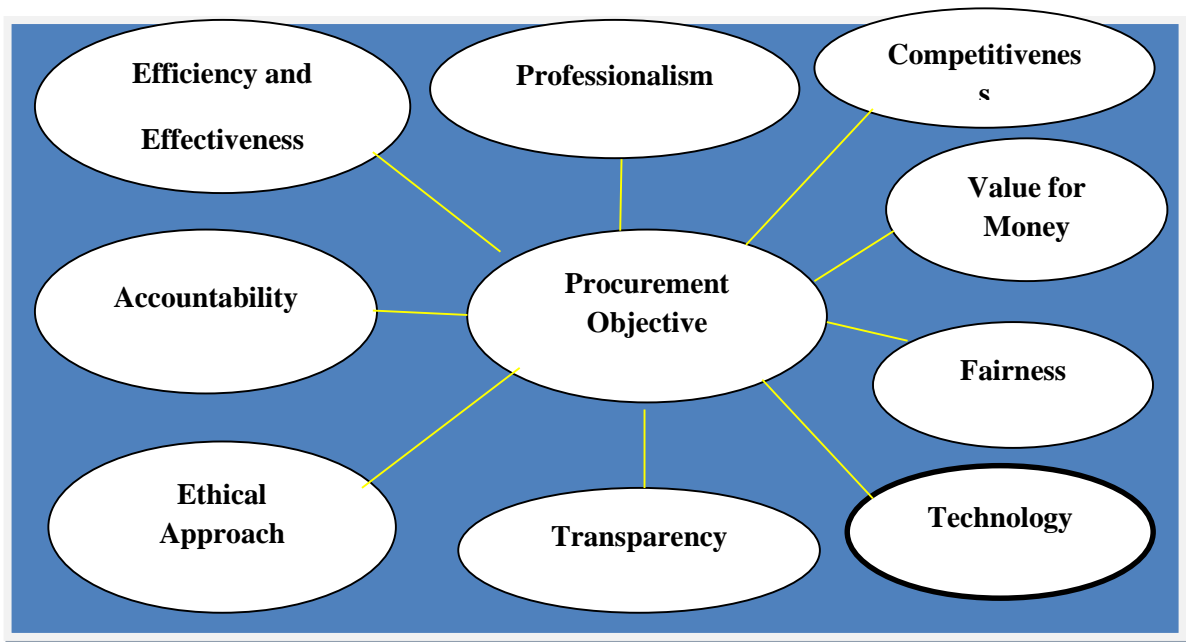 Efficiency and
Effectiveness
Professionalism
Competitivenes
s
Value for
Money
Accountability
Procurement
Objective
Fairness
Ethical
Approach
Transparency
Technology